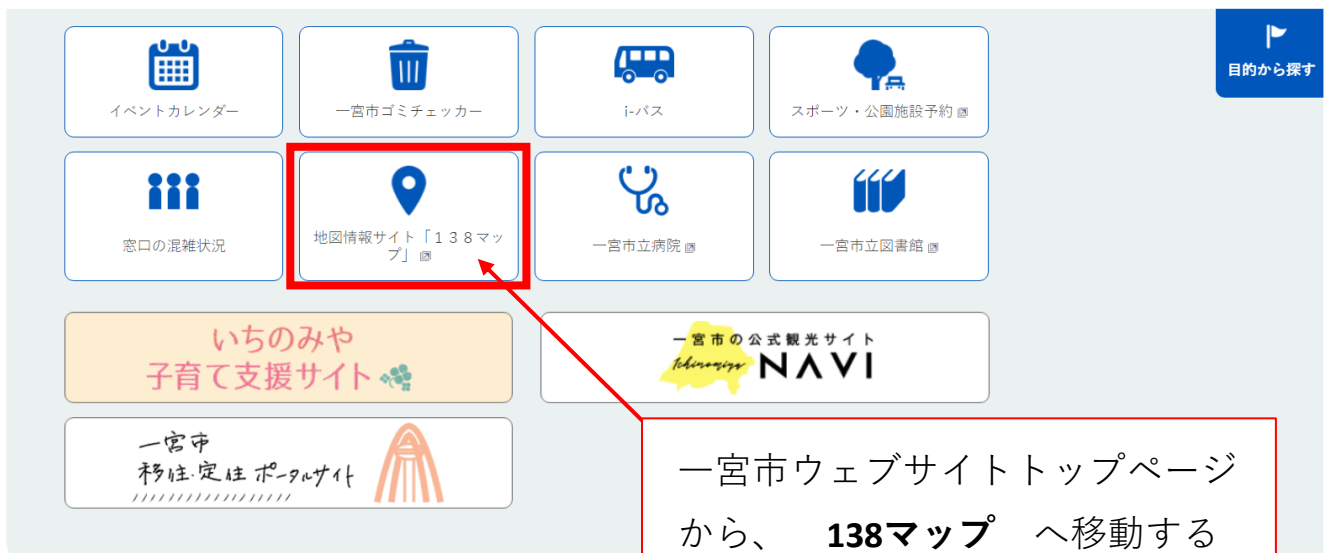 目的から探す
イベントカレンダー
一宮市ゴミチェッカー
i-バス
スポーツ・公園施設予約
窓口の混雑状況
地図情報サイト「１３８マッ
プ」
一宮市立病院
一宮市立図書館
いちのみや
子育て支援サイト
一宮市の公式観光サイト
Ichinomiya NAVI
一宮市
移住・定住 ポータルサイト
一宮市ウェブサイトトップページ
から、 138マップ へ移動する